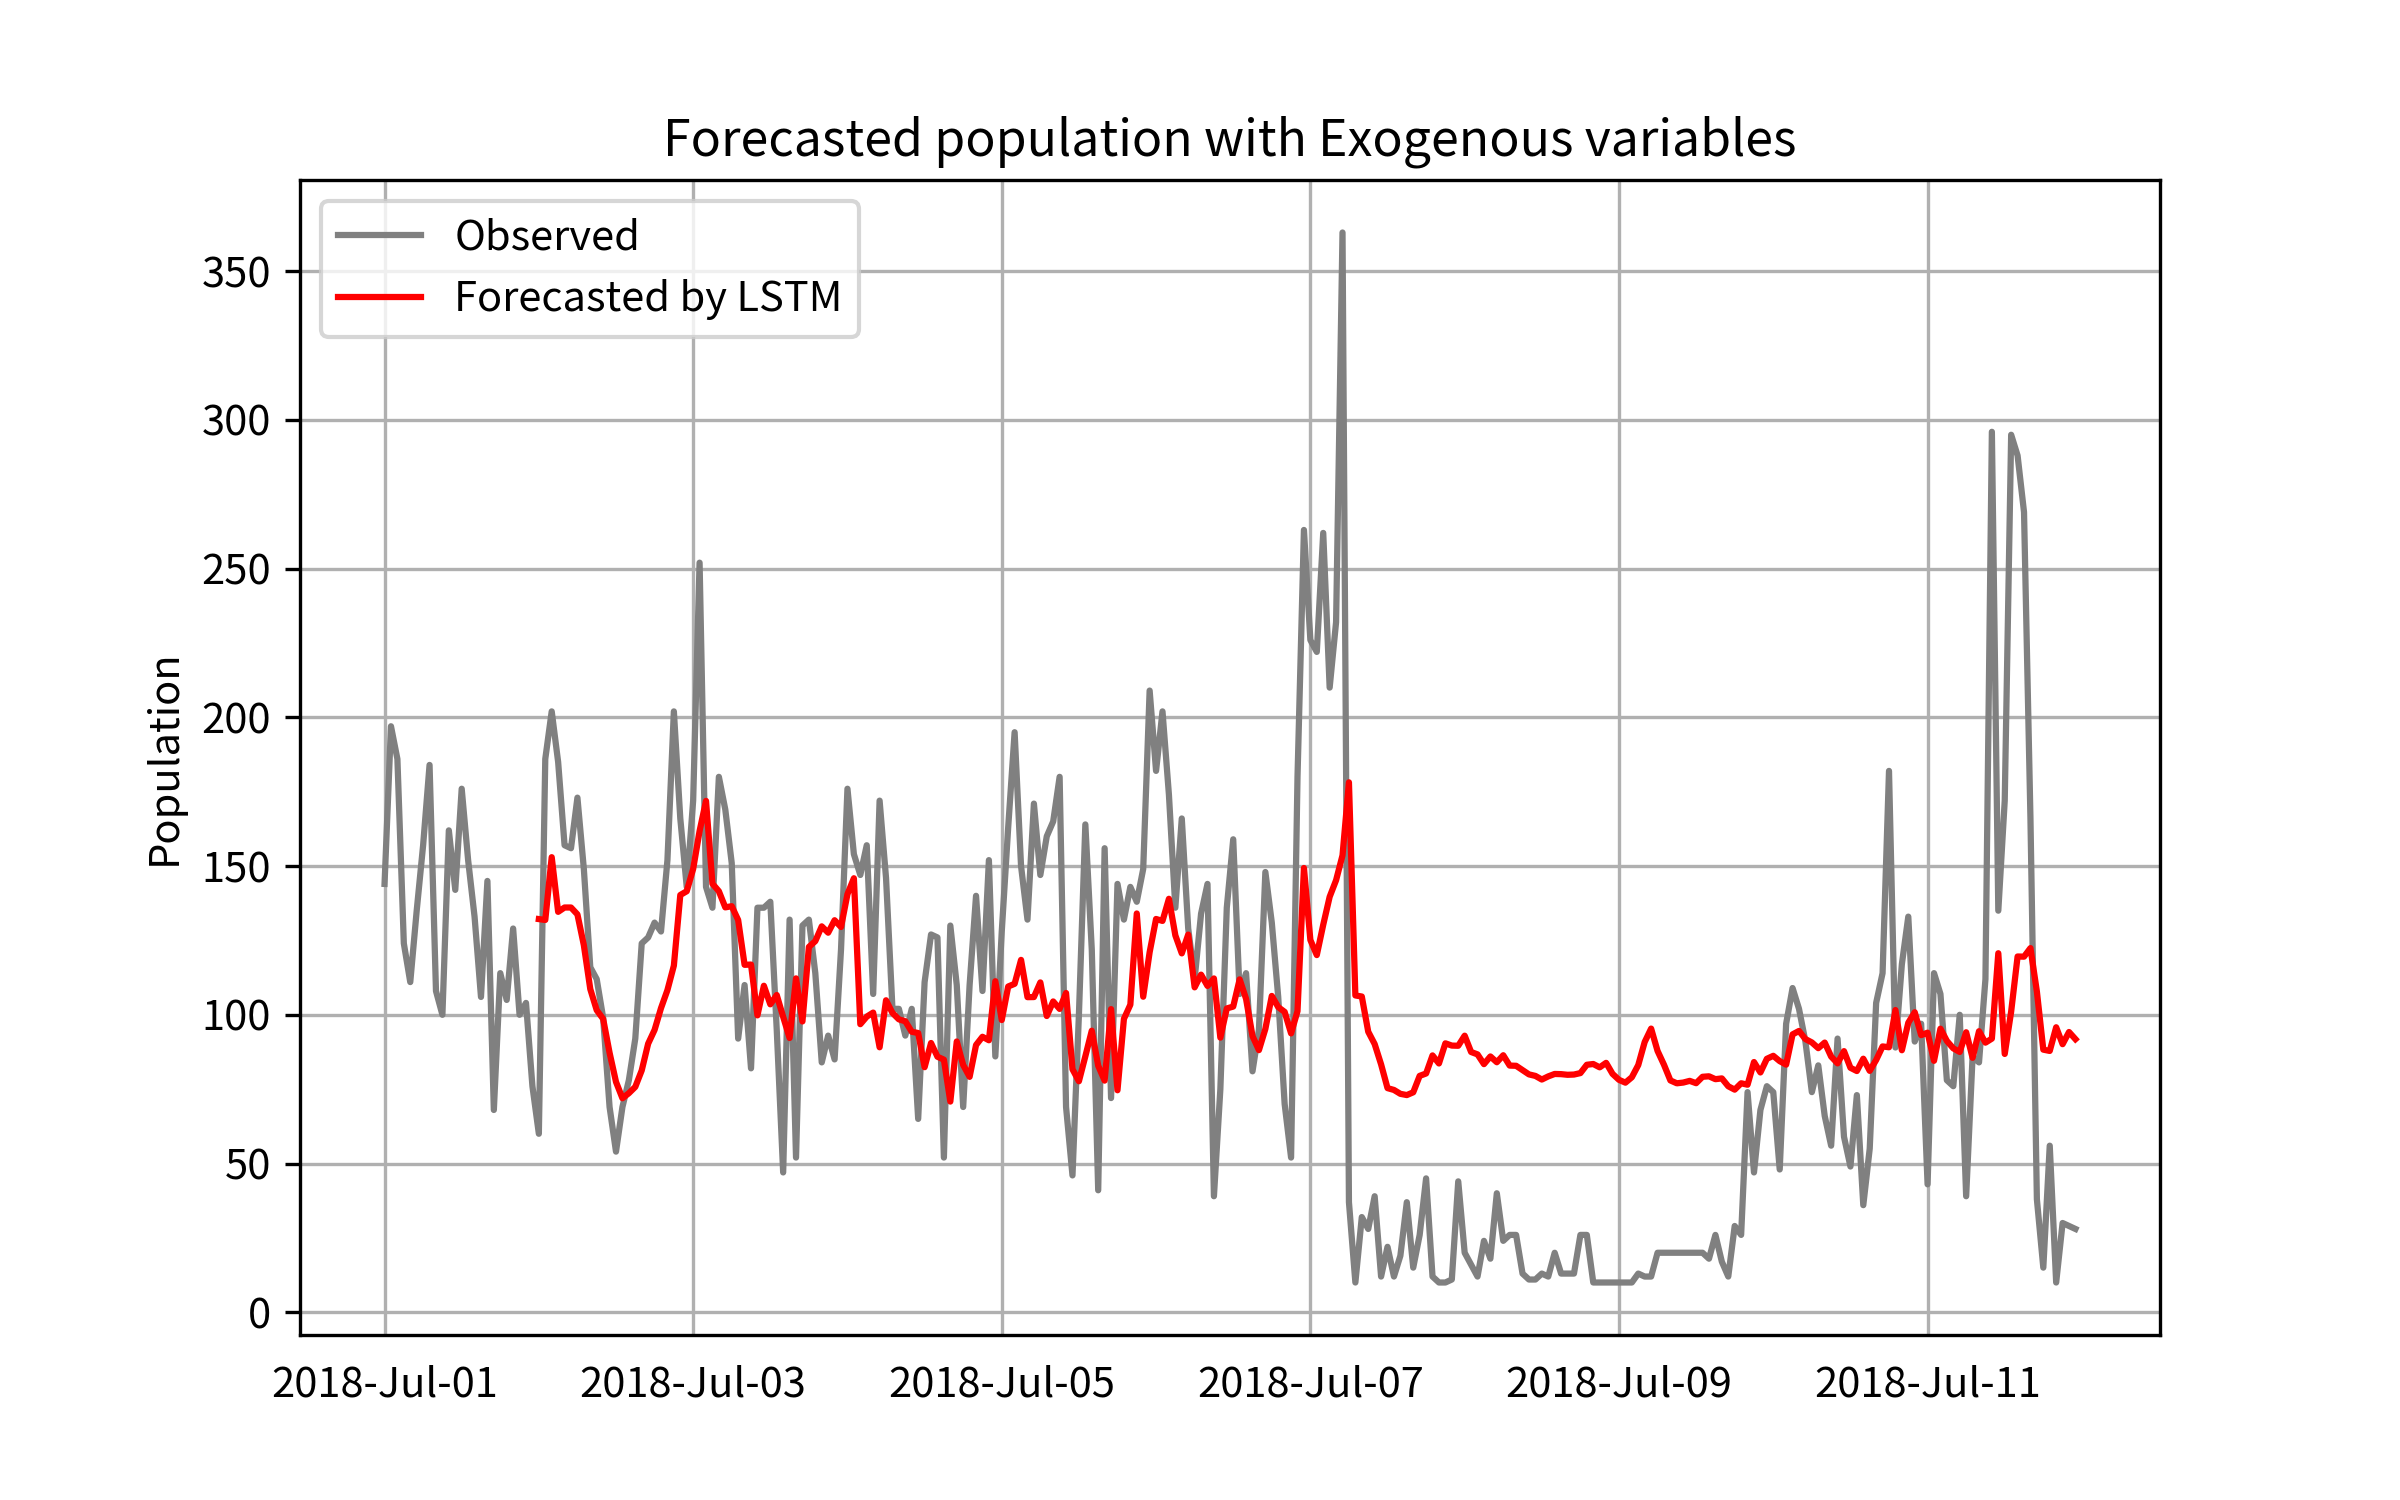 Forecasted population with Exogenous variables
Observed
Forecasted by LSTM
Population
350
300
250
200
150
100
50
0
2018-Jul-01 2018-Jul-03 2018-Jul-05 2018-Jul-07 2018-Jul-09 2018-Jul-11